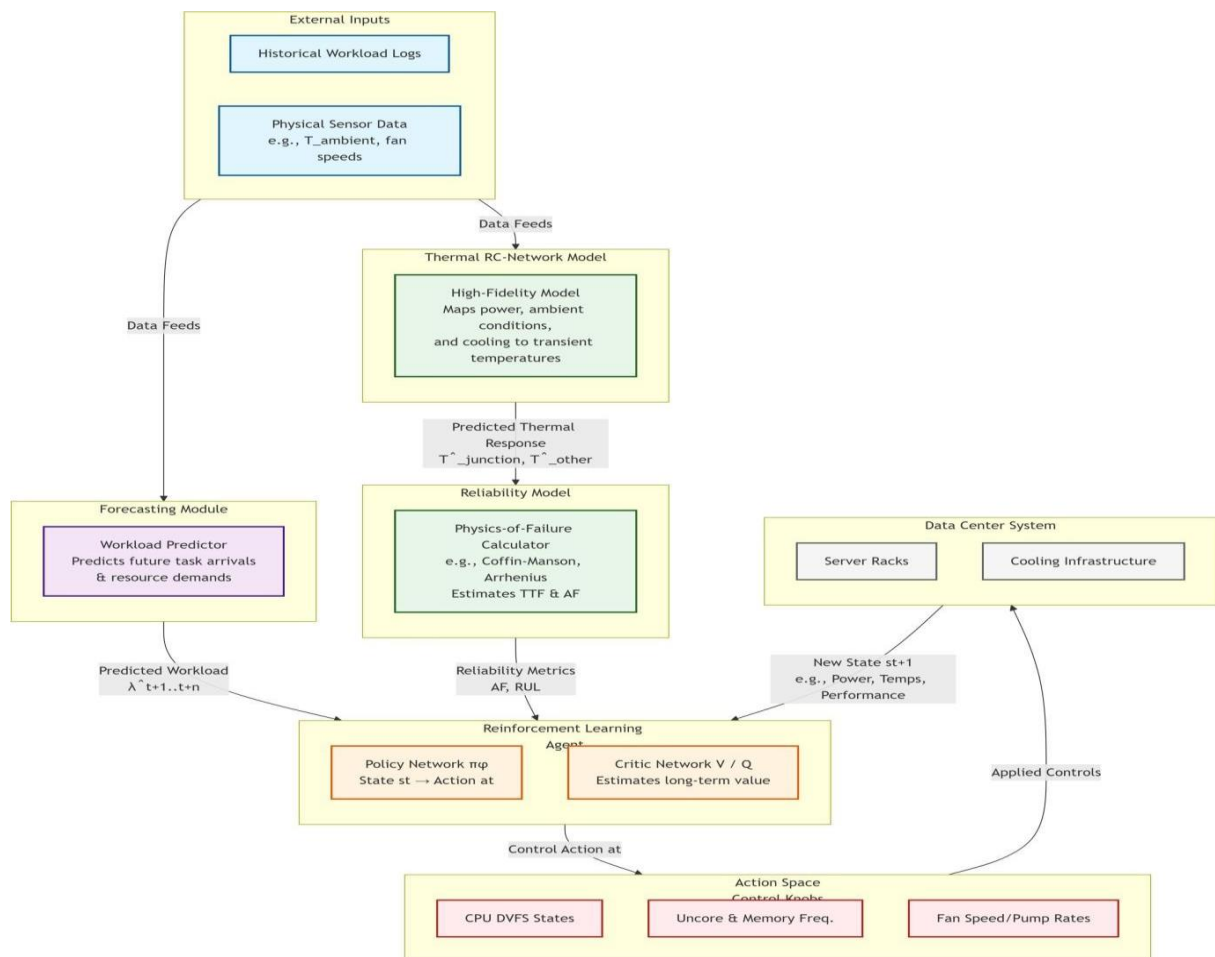 External Inputs
Historical Workload Logs
Physical Sensor Data
e.g., T_ambient, fan
speeds
Data Feeds
Thermal RC-Network Model
High-Fidelity Model
Maps power, ambient
conditions,
and cooling to transient
temperatures
Data Feeds
Predicted Thermal
Response
Tˆ_junction, Tˆ_other
Forecasting Module
Workload Predictor
Predicts future task arrivals
& resource demands
Reliability Model
Physics-of-Failure
Calculator
e.g., Coffin-Manson,
Arrhenius
Estimates TTF & AF
Data Center System
Server Racks
Cooling Infrastructure
Predicted Workload
λˆt+1..t+n
Reliability Metrics
AF, RUL
New State st+1
e.g., Power, Temps,
Performance
Reinforcement Learning
Agent
Policy Network πφ
State st → Action at
Critic Network V / Q
Estimates long-term value
Applied Controls
Control Action at
Action Space
Control Knobs
CPU DVFS States
Uncore & Memory Freq.
Fan Speed/Pump Rates